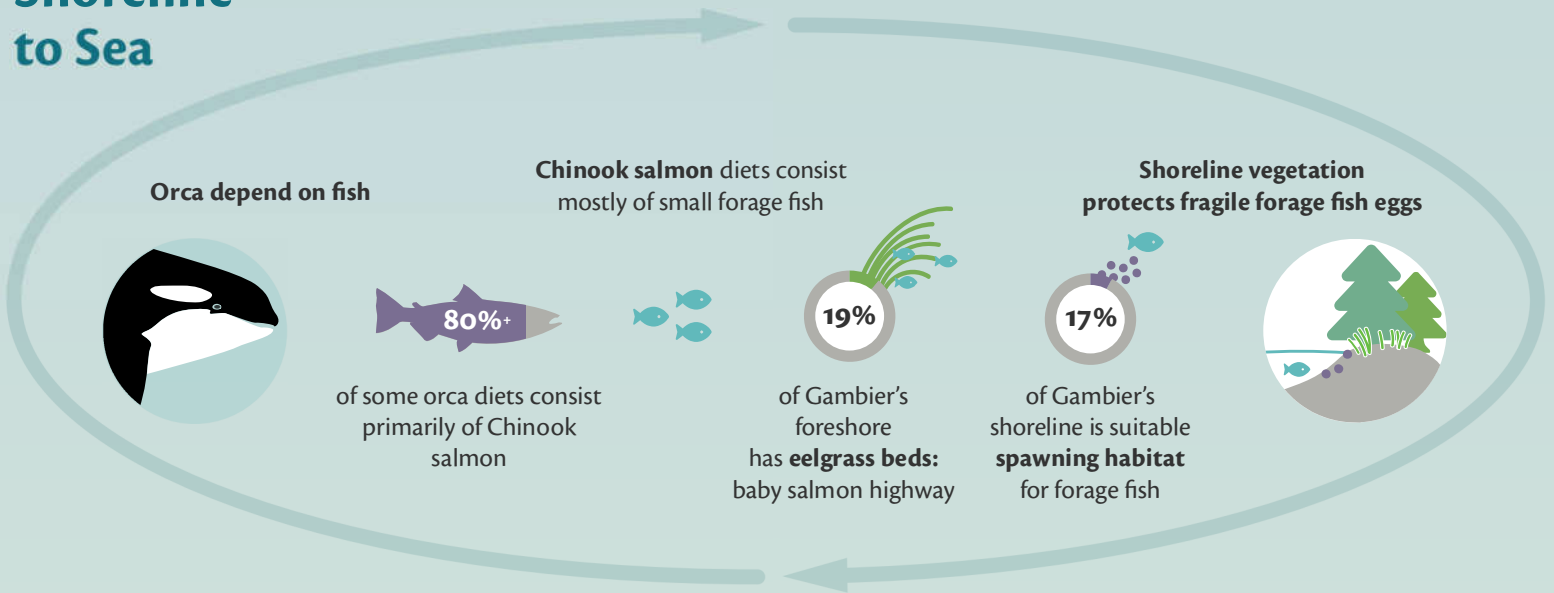 Shoreline
to Sea
Orca depend on fish
80%+
of some orca diets consist
primarily of Chinook
salmon
Chinook salmon diets consist
mostly of small forage fish
19%
of Gambier’s
foreshore
has eelgrass beds:
baby salmon highway
17%
of Gambier’s
shoreline is suitable
spawning habitat
for forage fish
Shoreline vegetation
protects fragile forage fish eggs